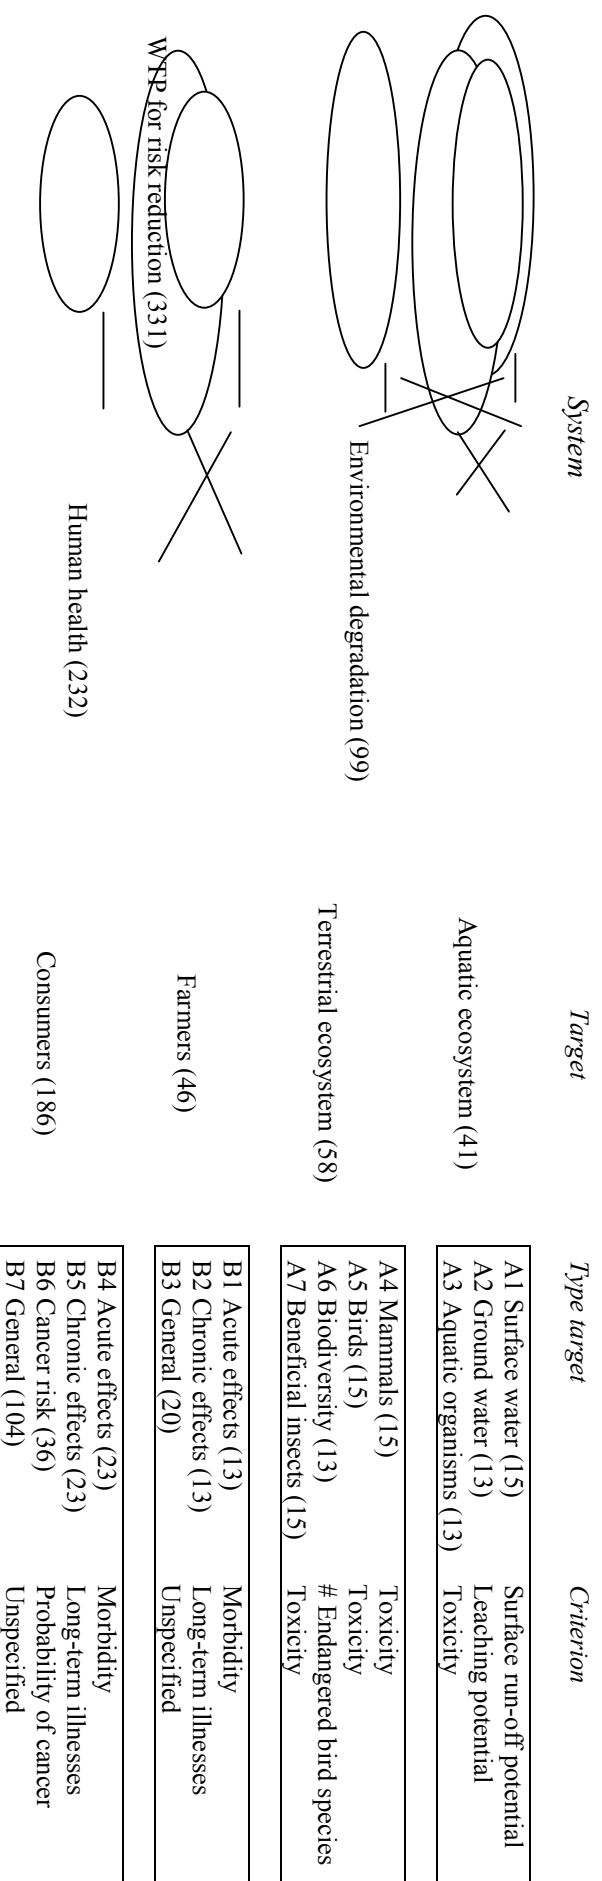 System
Target
Type target
Criterion
WTP for risk reduction (331)
Environmental degradation (99)
Human health (232)
Aquatic ecosystem (41)
Terrestrial ecosystem (58)
Farmers (46)
Consumers (186)
A1 Surface water (15) Surface run-off potential
A2 Ground water (13) Leaching potential
A3 Aquatic organisms (13) Toxicity
A4 Mammals (15) Toxicity
A5 Birds (15) Toxicity
A6 Biodiversity (13) # Endangered bird species
A7 Beneficial insects (15) Toxicity
B1 Acute effects (13) Morbidity
B2 Chronic effects (13) Long-term illnesses
B3 General (20) Unspecified
B4 Acute effects (23) Morbidity
B5 Chronic effects (23) Long-term illnesses
B6 Cancer risk (36) Probability of cancer
B7 General (104) Unspecified